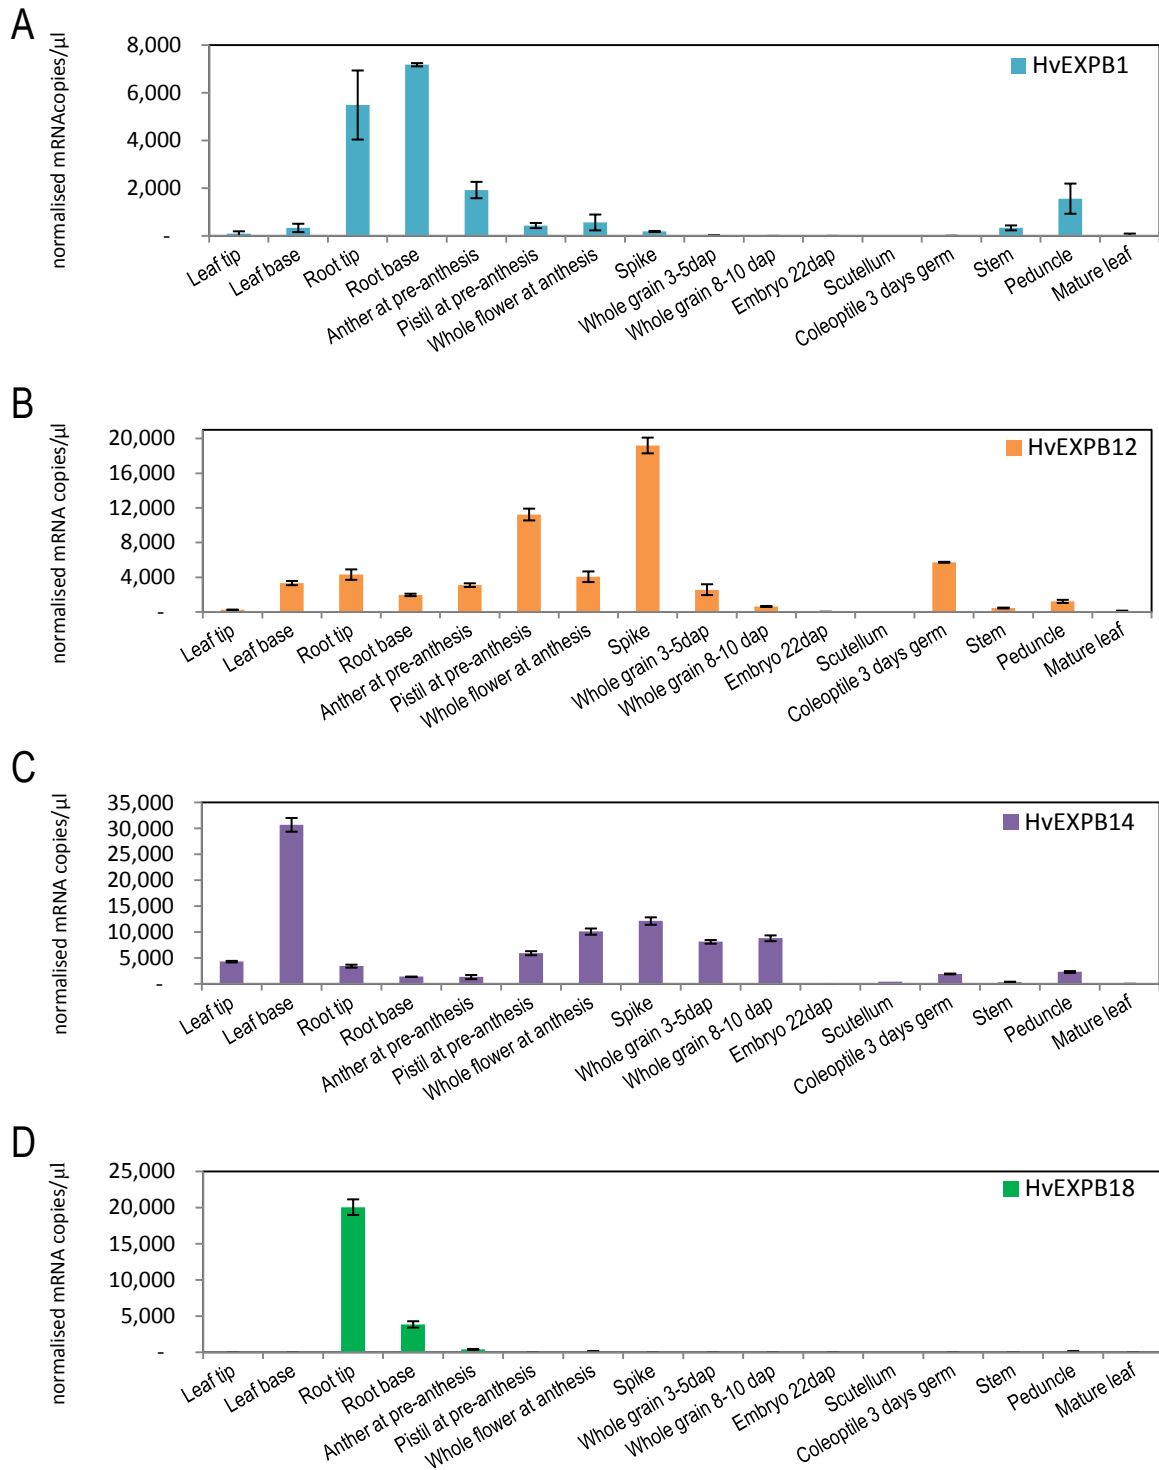 A
normalised mRNAcopies/µl
8,000
6,000
4,000
2,000
-
HvEXPB1
Leaf tip
Leaf base
Root tip
Root base
Anther at pre-anthesis
Pistil at pre-anthesis
Whole flower at anthesis
Spike
Whole grain 3-5dap
Whole grain 8-10 dap
Embryo 22dap
Scutellum
Coleoptile 3 days germ
Stem
Peduncle
Mature leaf
B
normalised mRNA copies/µl
20,000
16,000
12,000
8,000
4,000
-
HvEXPB12
Leaf tip
Leaf base
Root tip
Root base
Anther at pre-anthesis
Pistil at pre-anthesis
Whole flower at anthesis
Spike
Whole grain 3-5dap
Whole grain 8-10 dap
Embryo 22dap
Scutellum
Coleoptile 3 days germ
Stem
Peduncle
Mature leaf
C
normalised mRNA copies/µl
35,000
30,000
25,000
20,000
15,000
10,000
5,000
-
HvEXPB14
Leaf tip
Leaf base
Root tip
Root base
Anther at pre-anthesis
Pistil at pre-anthesis
Whole flower at anthesis
Spike
Whole grain 3-5dap
Whole grain 8-10 dap
Embryo 22dap
Scutellum
Coleoptile 3 days germ
Stem
Peduncle
Mature leaf
D
normalised mRNA copies/µl
25,000
20,000
15,000
10,000
5,000
-
HvEXPB18
Leaf tip
Leaf base
Root tip
Root base
Anther at pre-anthesis
Pistil at pre-anthesis
Whole flower at anthesis
Spike
Whole grain 3-5dap
Whole grain 8-10 dap
Embryo 22dap
Scutellum
Coleoptile 3 days germ
Stem
Peduncle
Mature leaf